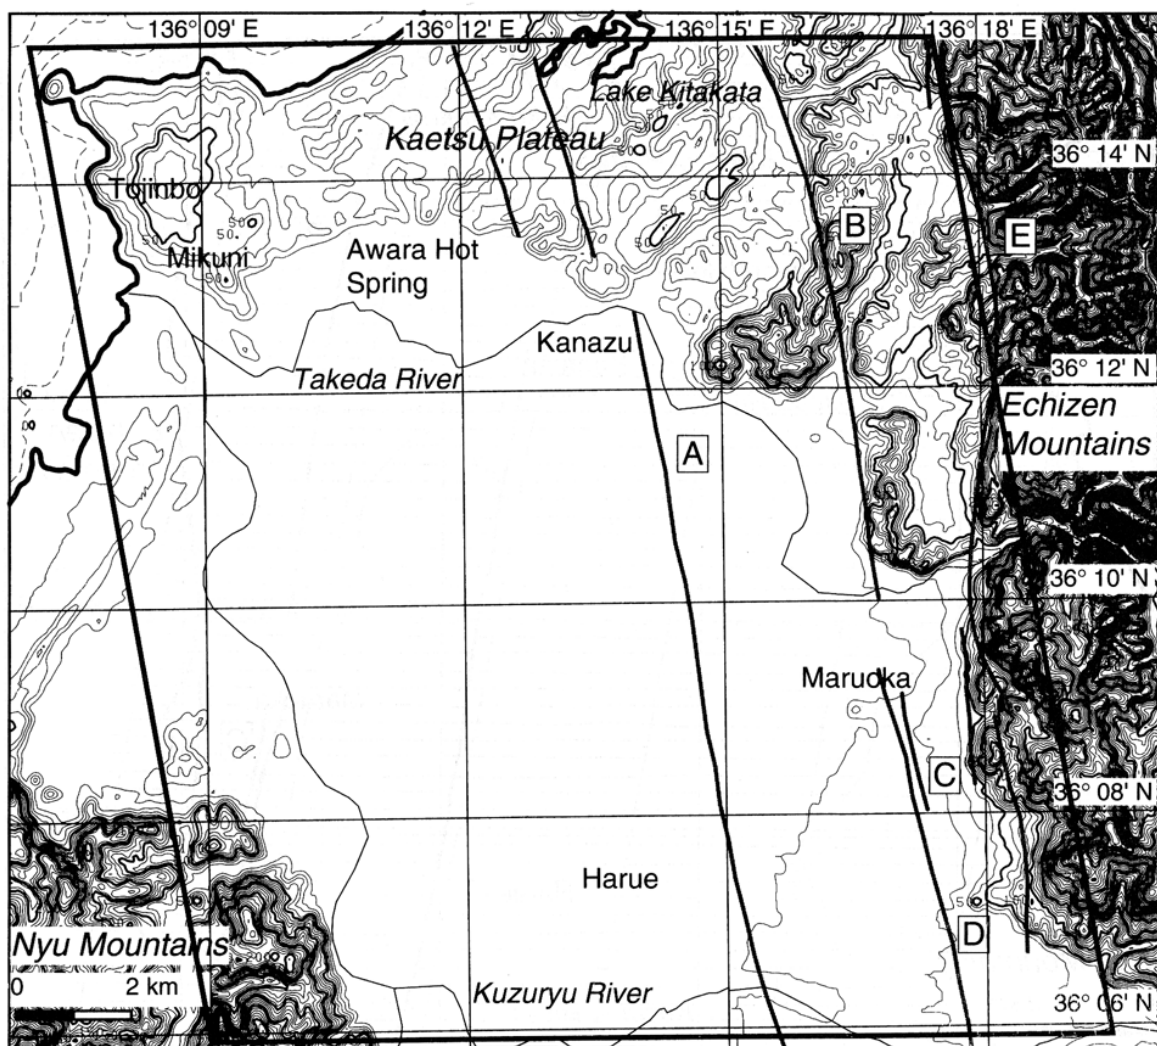 136° 09' E
136° 12' E
136° 15' E
136° 18' E
Lake Kitakata
Kaetsu Plateau
36° 14' N
Tojinbo
B
E
Mikuni
Awara Hot
Spring
Kanazu
36° 12' N
Takeda River
Echizen
Mountains
A
36° 10' N
Maruoka
C
36° 08' N
Harue
D
Nyu Mountains
0 2 km
Kuzuryu River
36° 06' N